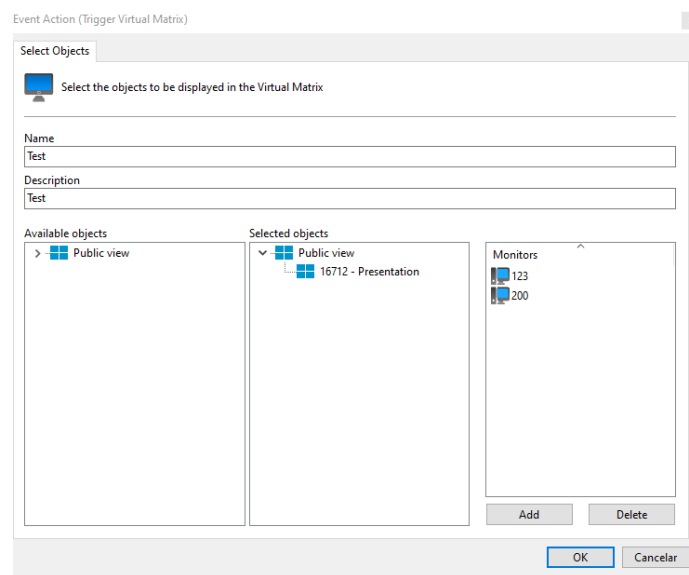 Event Action (Trigger Virtual Matrix)
Select Objects
Select the objects to be displayed in the Virtual Matrix
Name
Test
Description
Test
Available objects
Selected objects
Public view
Public view
16712 - Presentation
Monitors
123
200
Add
Delete
OK
Cancelar